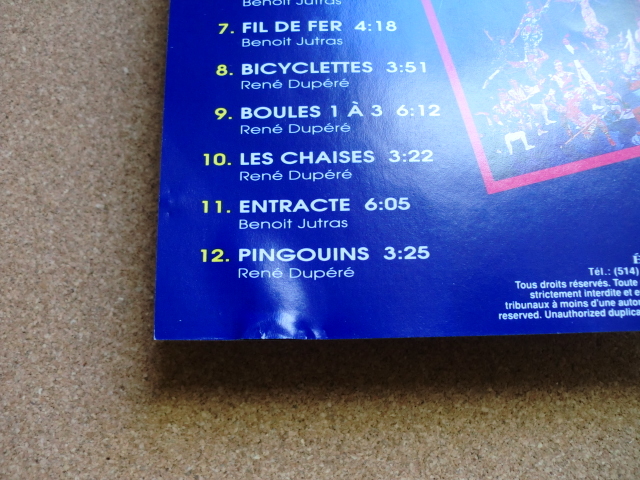 Benoit Jutras
7. FIL DE FER 4:18
Benoit Jutras
8. BICYCLETTES 3:51
René Dupéré
9. BOULES 1 À 3 6:12
René Dupéré
10. LES CHAISES 3:22
René Dupéré
11. ENTRACTE 6:05
Benoit Jutras
12. PINGOUINS 3:25
René Dupéré
Tél.: (514)
Tous droits réservés. Toute
strictement interdite et e
tribunaux à moins d'une autor
reserved. Unauthorized duplica